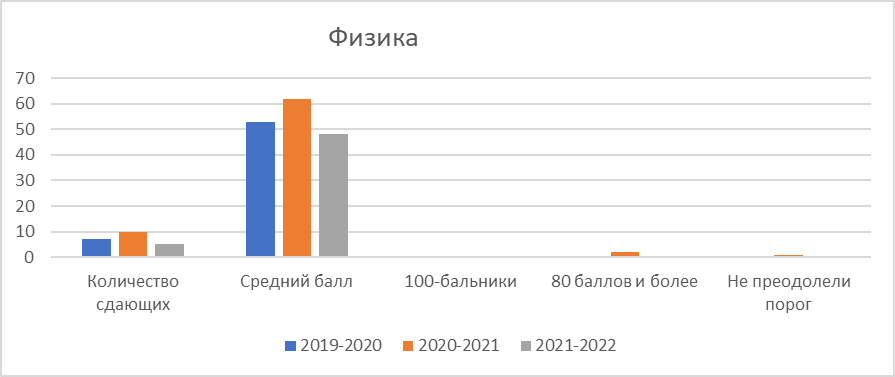 Физика
70
60
50
40
30
20
10
0
Количество сдающих
Средний балл
100-бальники
80 баллов и более
Не преодолели порог
2019-2020
2020-2021
2021-2022